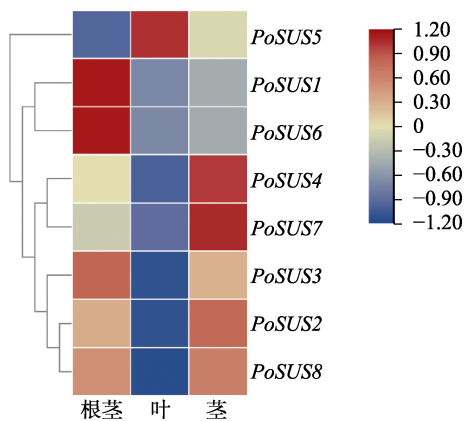 PoSUS5
PoSUS1
PoSUS6
PoSUS4
PoSUS7
PoSUS3
PoSUS2
PoSUS8
根茎 叶 茎
1.20
0.90
0.60
0.30
0
−0.30
−0.60
−0.90
−1.20